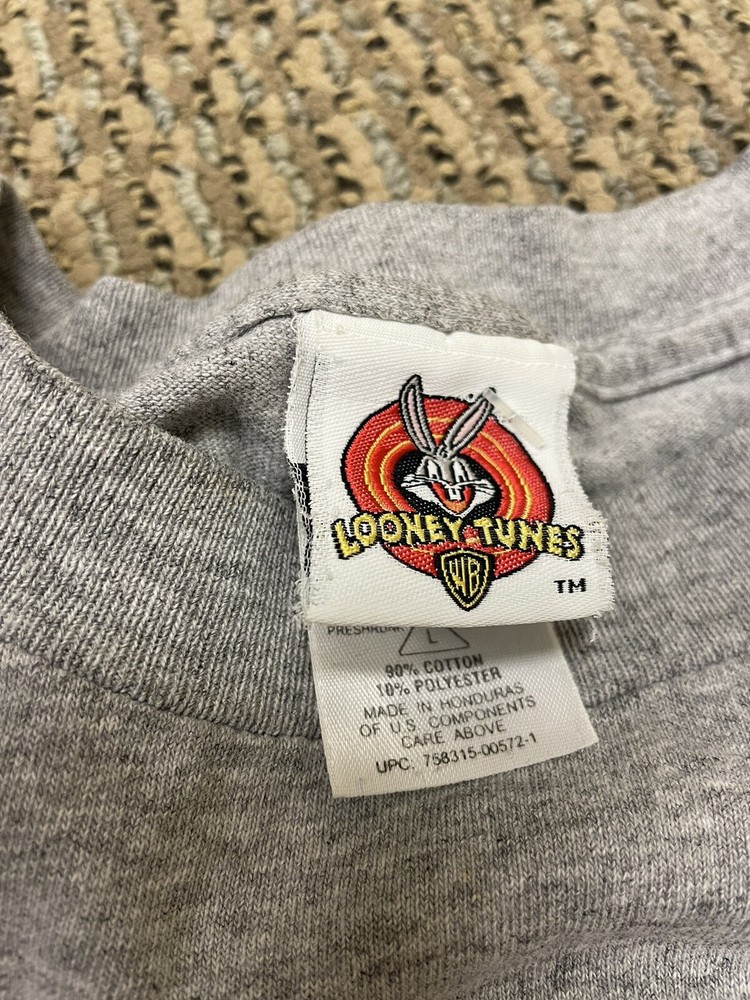 LOONEY TUNES
WB
TM
L
90% COTTON
10% POLYESTER
MADE IN HONDURAS
OF U.S. COMPONENTS
CARE ABOVE
UPC. 758315-00572-1